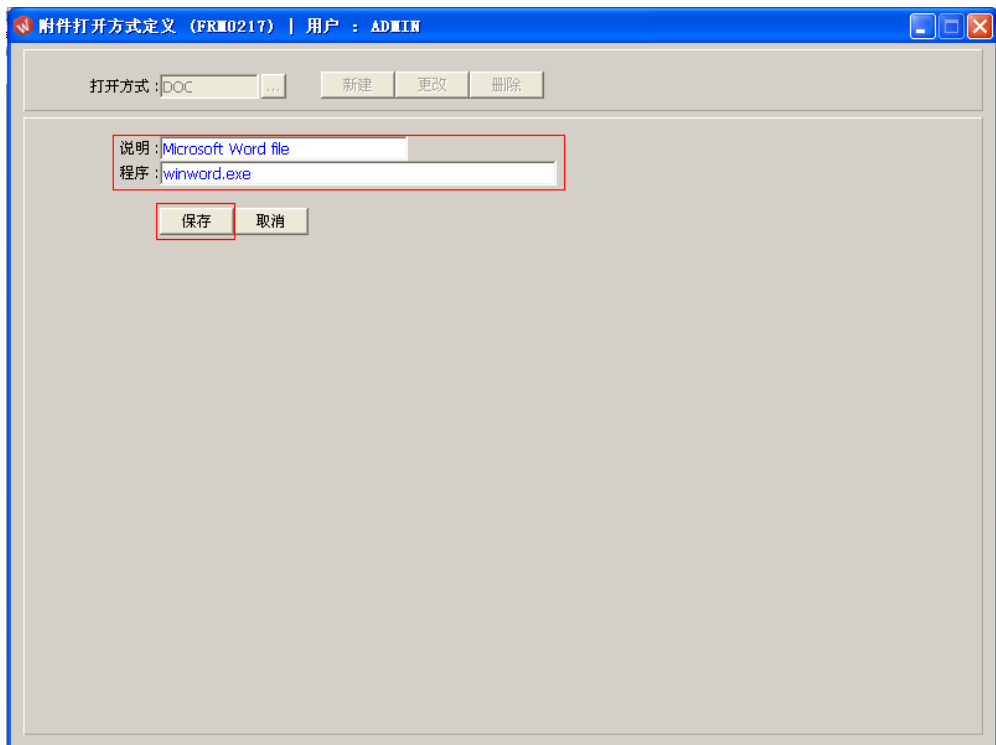 附件打开方式定义 (FRM0217) | 用户 : ADMIN
打开方式 : DOC ... 新建 更改 删除
说明 : Microsoft Word file
程序 : winword.exe
保存 取消